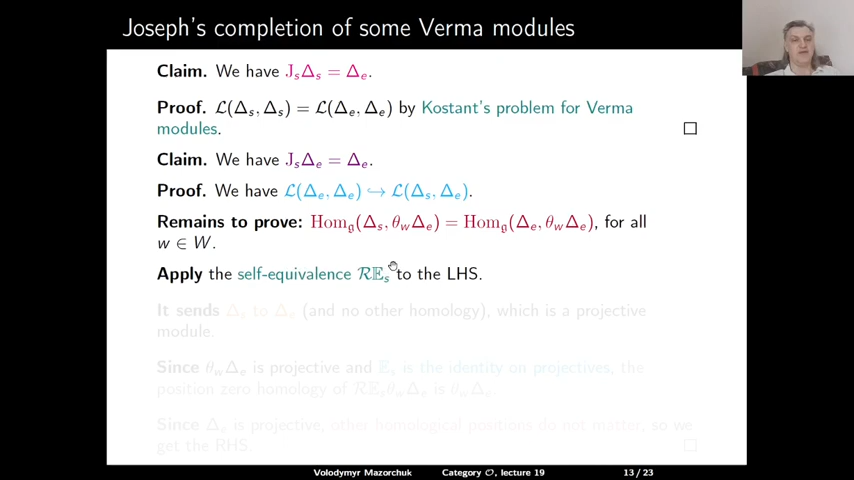 Joseph's completion of some Verma modules
Claim. We have J_sΔ_s = Δ_e.
Proof. ℒ(Δ_s, Δ_s) = ℒ(Δ_e, Δ_e) by Kostant's problem for Verma
modules. □
Claim. We have J_sΔ_e = Δ_e.
Proof. We have ℒ(Δ_e, Δ_e) ↪ ℒ(Δ_s, Δ_e).
Remains to prove: Hom_𝔤(Δ_s, θ_wΔ_e) = Hom_𝔤(Δ_e, θ_wΔ_e), for all
w ∈ W.
Apply the self-equivalence ℛ𝔼_s to the LHS.
It sends Δ_s to Δ_e (and no other homology), which is a projective
module.
Since θ_wΔ_e is projective and 𝔼_s is the identity on projectives, the
position zero homology of ℛ𝔼_sθ_wΔ_e is θ_wΔ_e.
Since Δ_e is projective, other homological positions do not matter, so we
get the RHS. □
Volodymyr Mazorchuk Category 𝒪, lecture 19 13 / 23